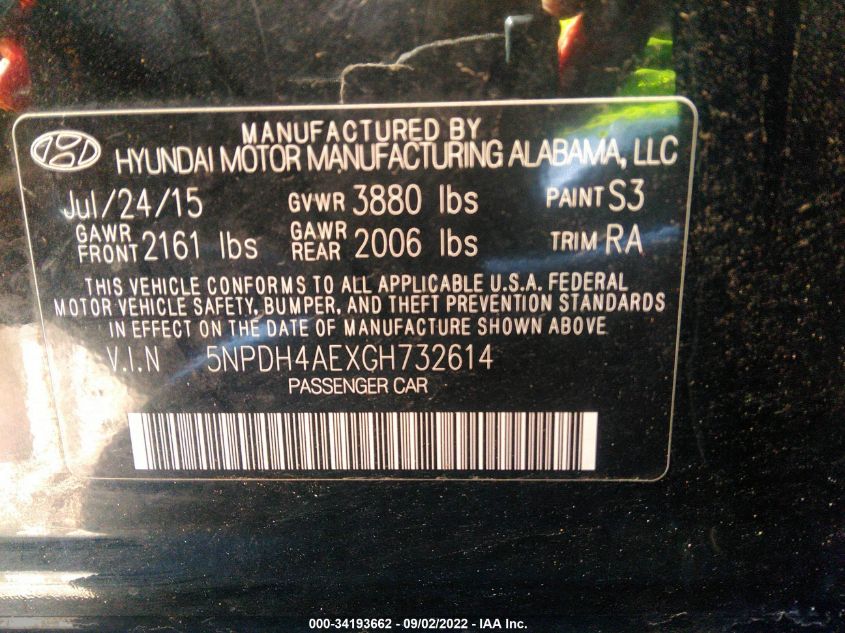 MANUFACTURED BY
HYUNDAI MOTOR MANUFACTURING ALABAMA, LLC
Jul/24/15 GVWR 3880 lbs PAINT S3
GAWR FRONT 2161 lbs GAWR REAR 2006 lbs TRIM RA
THIS VEHICLE CONFORMS TO ALL APPLICABLE U.S.A. FEDERAL
MOTOR VEHICLE SAFETY, BUMPER, AND THEFT PREVENTION STANDARDS
IN EFFECT ON THE DATE OF MANUFACTURE SHOWN ABOVE
V.I.N 5NPDH4AEXGH732614
PASSENGER CAR
000-34193662 - 09/02/2022 - IAA Inc.